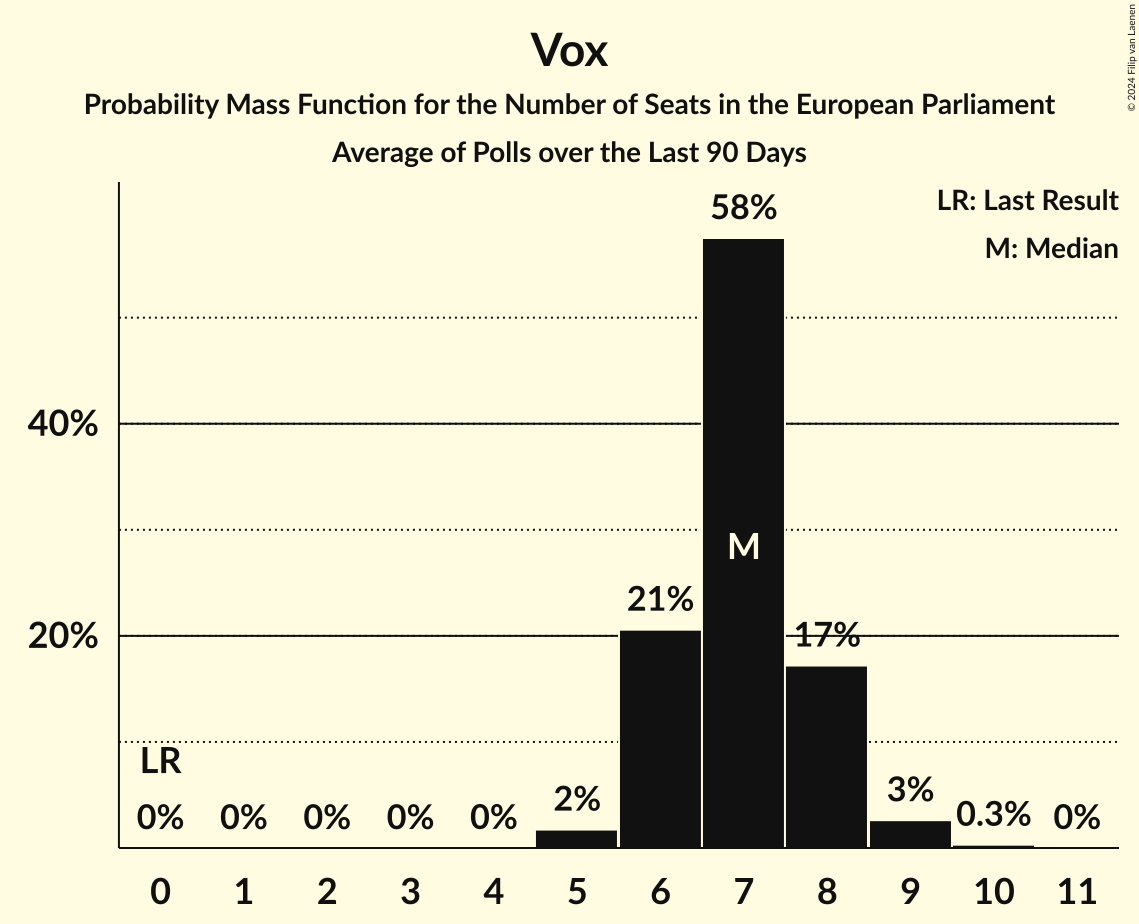 Vox
Probability Mass Function for the Number of Seats in the European Parliament
Average of Polls over the Last 90 Days
© 2024 Filip van Laenen
LR: Last Result
M: Median
58%
40%
M
21%
20%
17%
LR
0% 0% 0% 0% 0% 2% 3% 0.3% 0%
0 1 2 3 4 5 6 7 8 9 10 11